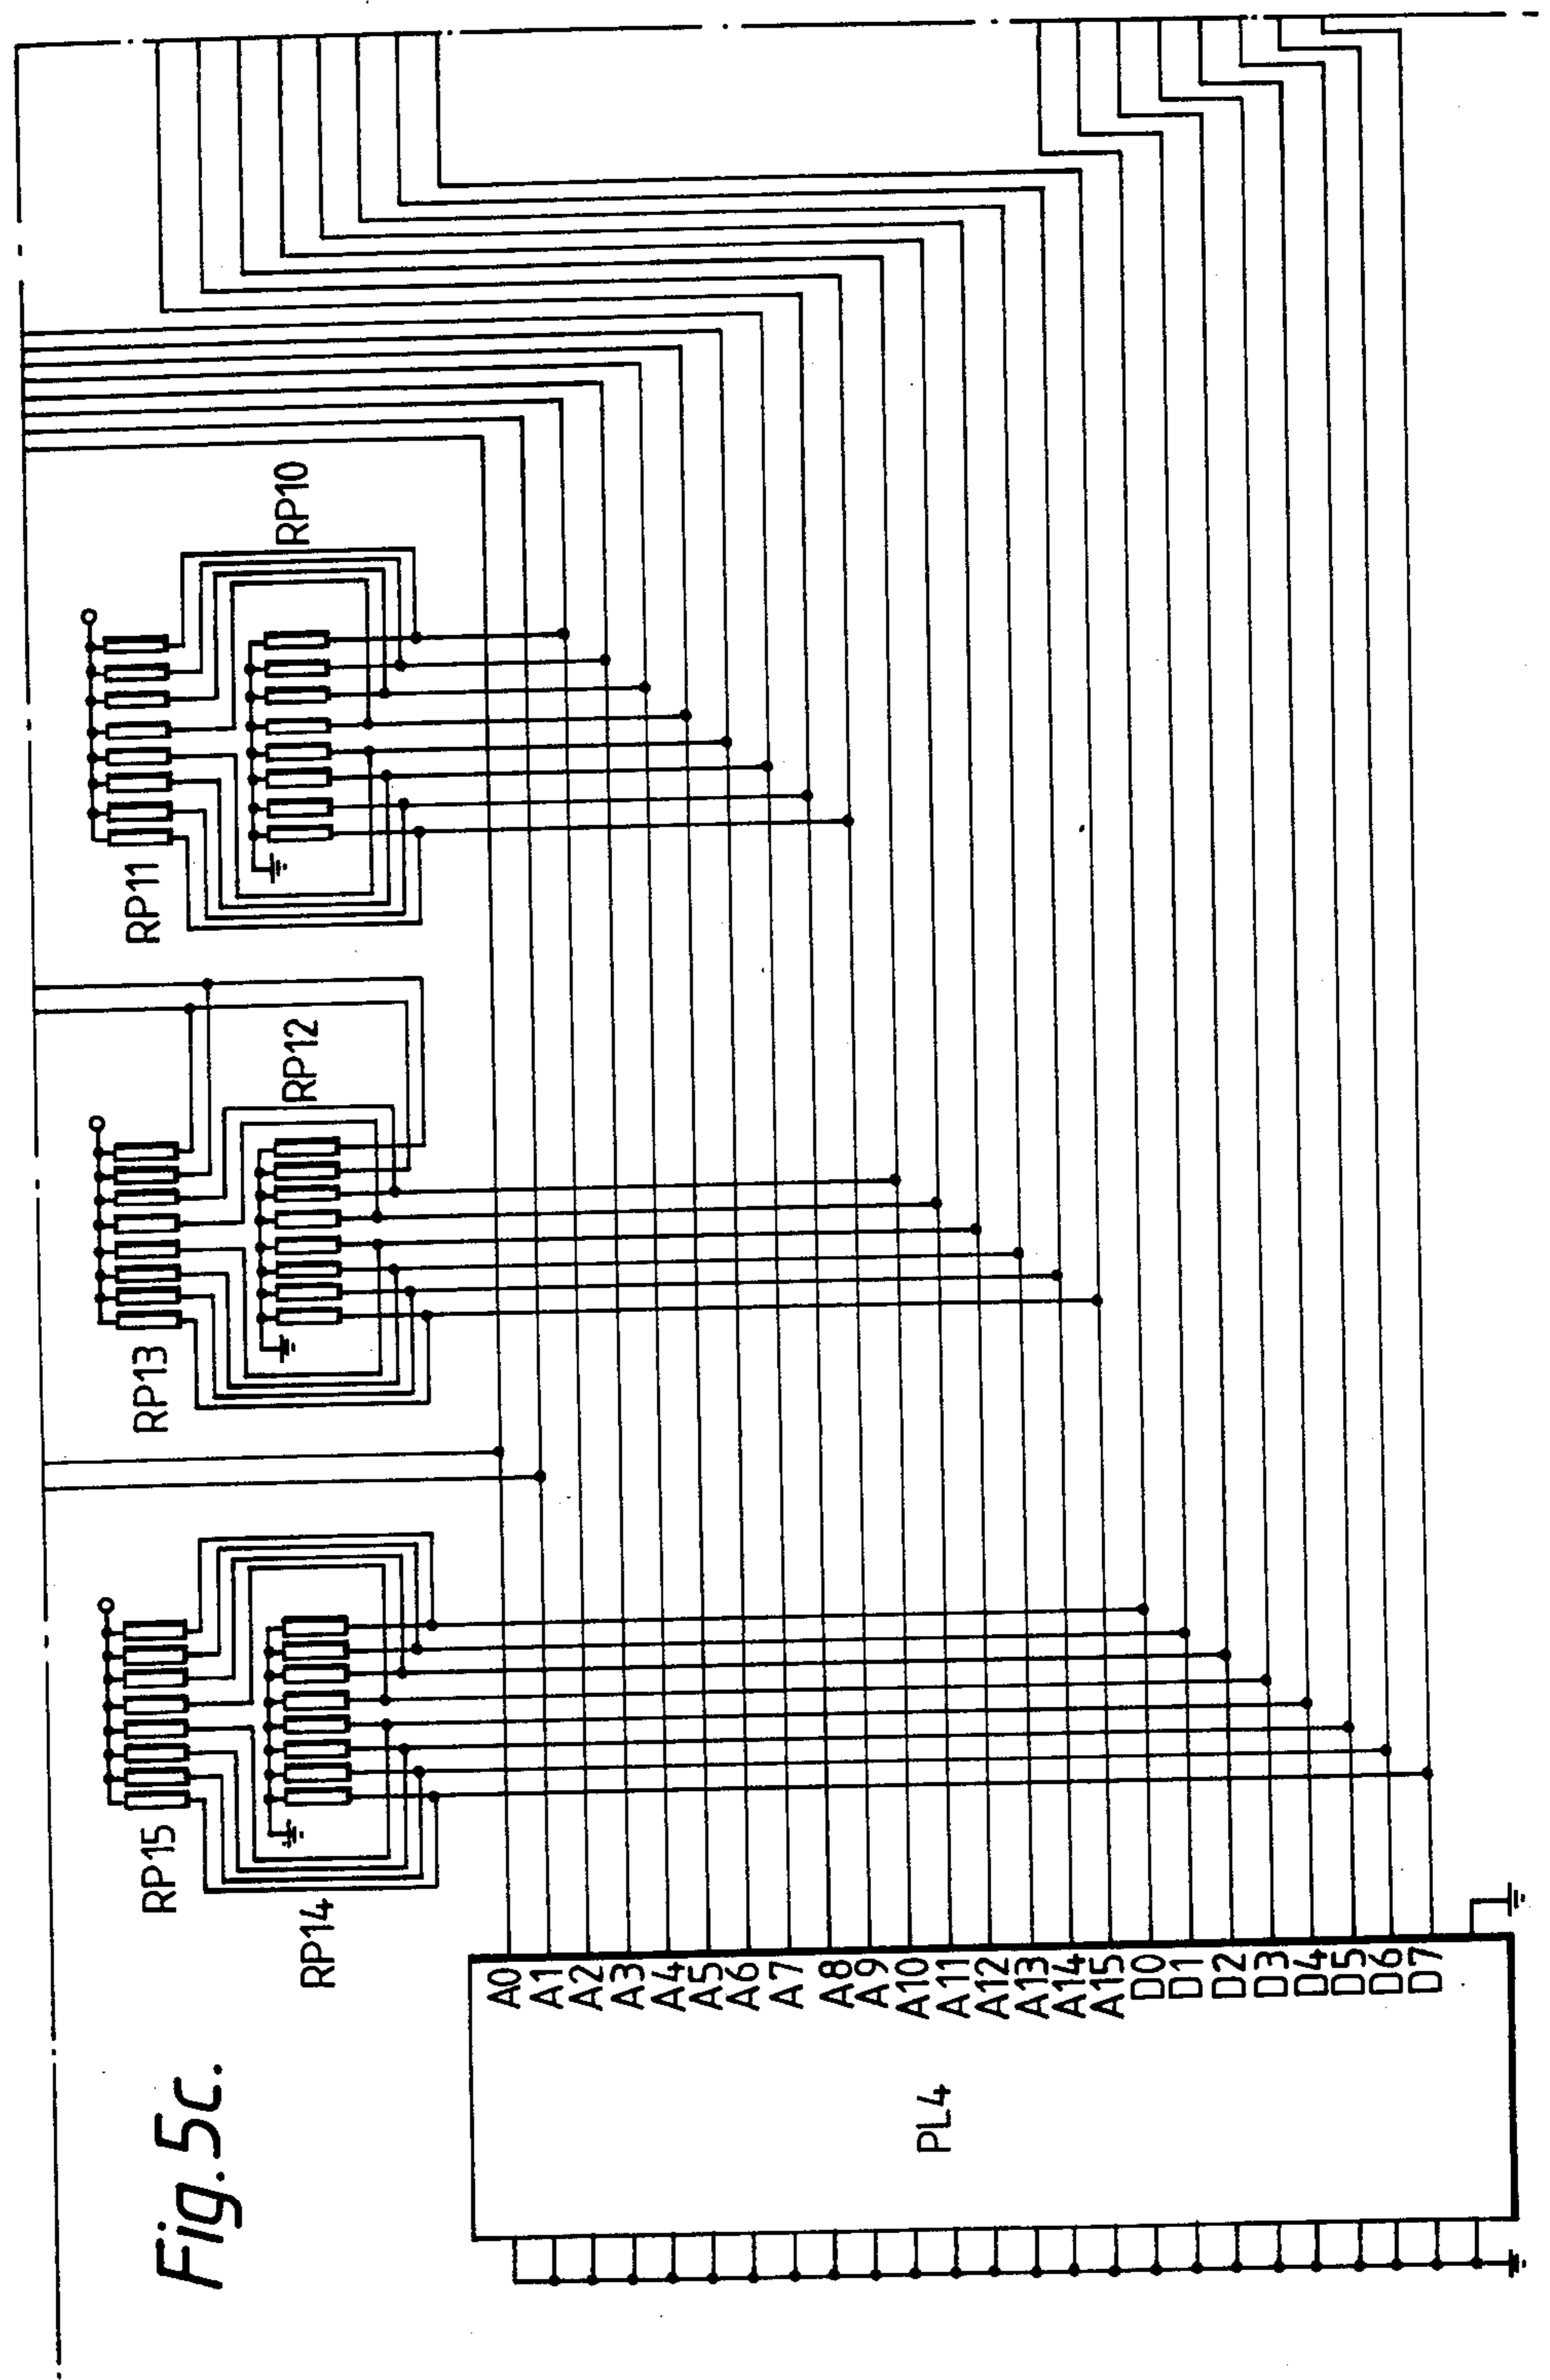 Fig.5c.
RP15
RP14
RP13
RP12
RP11
RP10
PL4
A0
A1
A2
A3
A4
A5
A6
A7
A8
A9
A10
A11
A12
A13
A14
A15
D0
D1
D2
D3
D4
D5
D6
D7